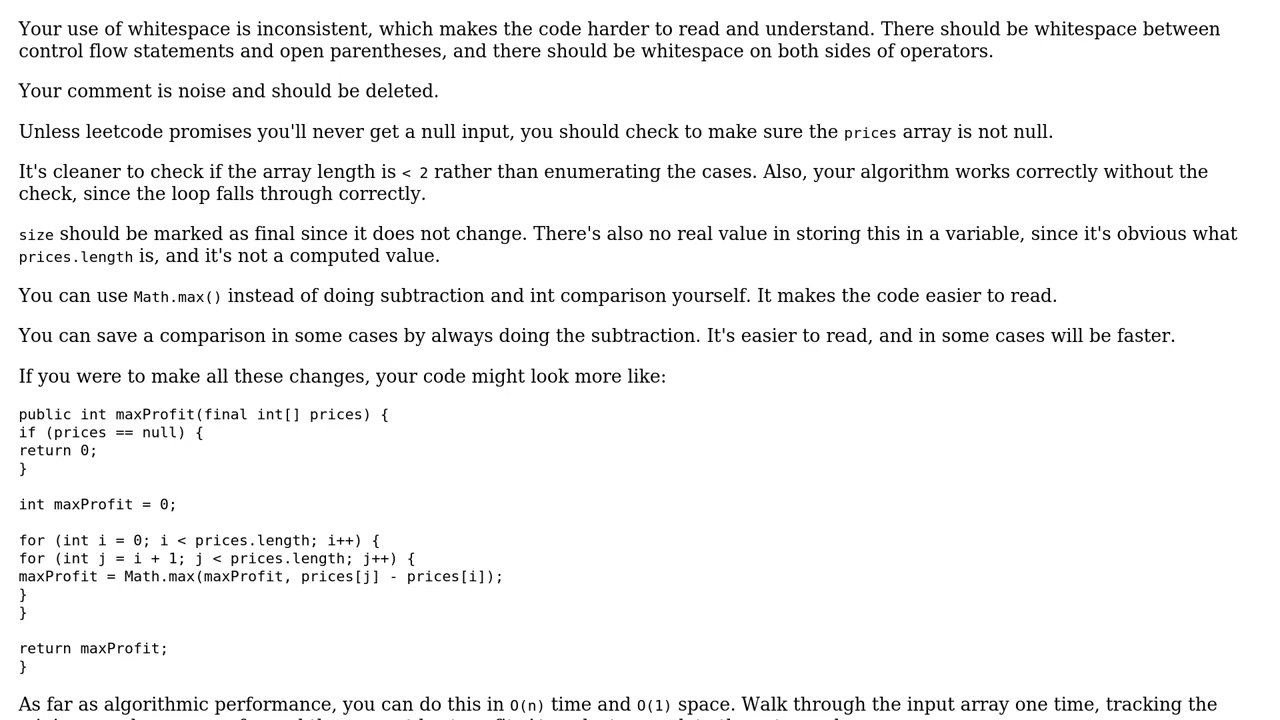 Your use of whitespace is inconsistent, which makes the code harder to read and understand. There should be whitespace between
control flow statements and open parentheses, and there should be whitespace on both sides of operators.
Your comment is noise and should be deleted.
Unless leetcode promises you'll never get a null input, you should check to make sure the prices array is not null.
It's cleaner to check if the array length is < 2 rather than enumerating the cases. Also, your algorithm works correctly without the
check, since the loop falls through correctly.
size should be marked as final since it does not change. There's also no real value in storing this in a variable, since it's obvious what
prices.length is, and it's not a computed value.
You can use Math.max() instead of doing subtraction and int comparison yourself. It makes the code easier to read.
You can save a comparison in some cases by always doing the subtraction. It's easier to read, and in some cases will be faster.
If you were to make all these changes, your code might look more like:
public int maxProfit(final int[] prices) {
if (prices == null) {
return 0;
}
int maxProfit = 0;
for (int i = 0; i < prices.length; i++) {
for (int j = i + 1; j < prices.length; j++) {
maxProfit = Math.max(maxProfit, prices[j] - prices[i]);
}
}
return maxProfit;
}
As far as algorithmic performance, you can do this in O(n) time and O(1) space. Walk through the input array one time, tracking the